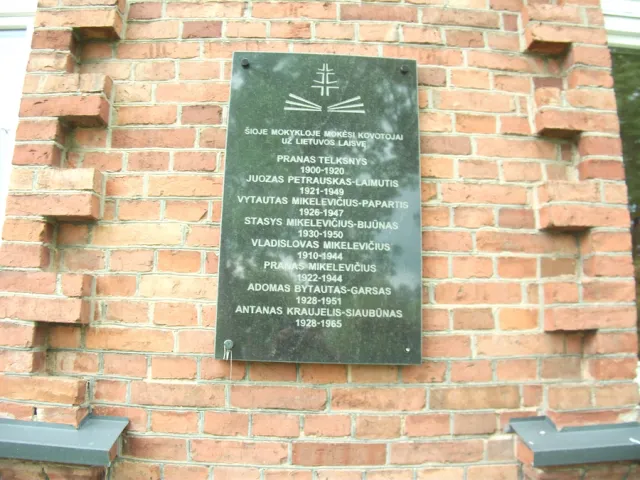 ŠIOJE MOKYKLOJE MOKĖSI KOVOTOJAI
UŽ LIETUVOS LAISVĘ
PRANAS TELKSNYS
1900-1920
JUOZAS PETRAUSKAS-LAIMUTIS
1921-1949
VYTAUTAS MIKELEVIČIUS-PAPARTIS
1926-1947
STASYS MIKELEVIČIUS-BIJŪNAS
1930-1950
VLADISLOVAS MIKELEVIČIUS
1910-1944
PRANAS MIKELEVIČIUS
1922-1944
ADOMAS BYTAUTAS-GARSAS
1928-1951
ANTANAS KRAUJELIS-SIAUBŪNAS
1928-1965